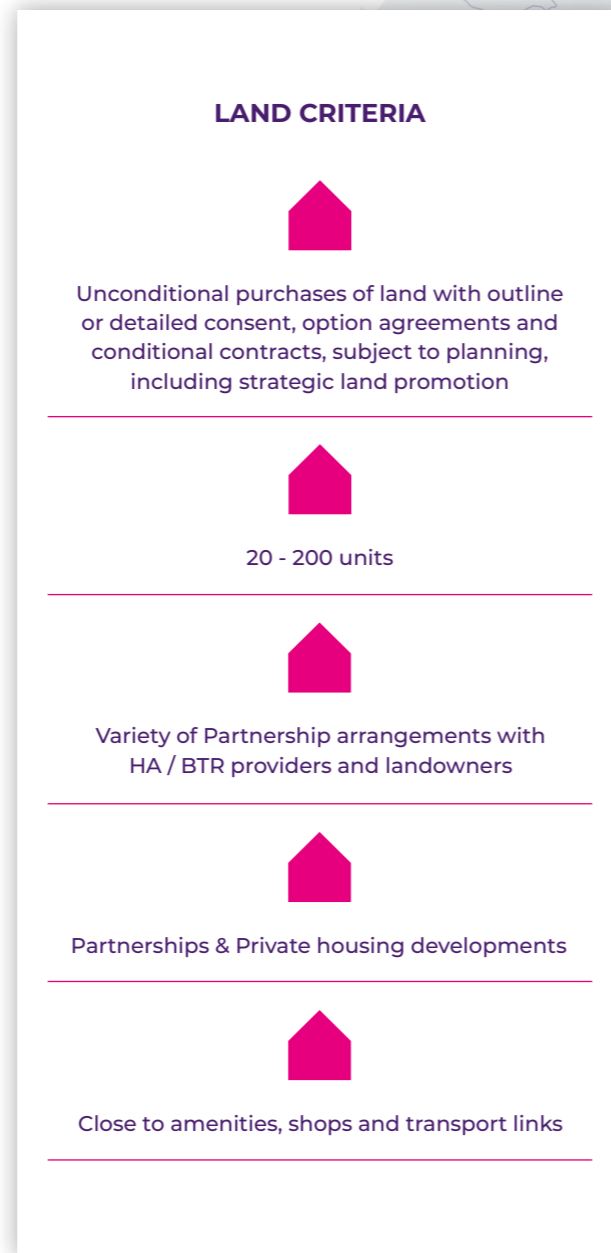 LAND CRITERIA
Unconditional purchases of land with outline
or detailed consent, option agreements and
conditional contracts, subject to planning,
including strategic land promotion
20 - 200 units
Variety of Partnership arrangements with
HA / BTR providers and landowners
Partnerships & Private housing developments
Close to amenities, shops and transport links